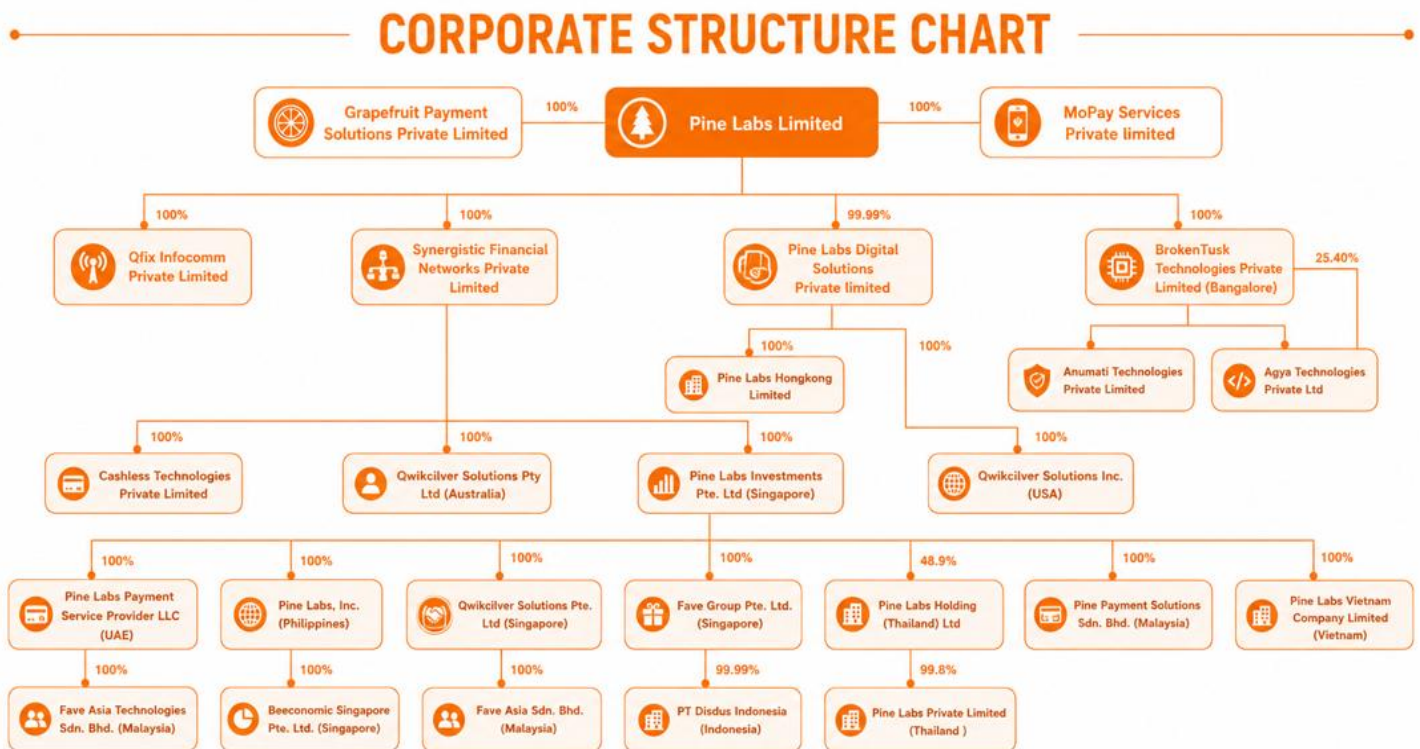 CORPORATE STRUCTURE CHART
Grapefruit Payment
Solutions Private Limited
100%
Pine Labs Limited
100%
MoPay Services
Private limited
100%
100%
99.99%
100%
Qfix Infocomm
Private Limited
Synergistic Financial
Networks Private
Limited
Pine Labs Digital
Solutions
Private limited
BrokenTusk
Technologies Private
Limited (Bangalore)
25.40%
100%
100%
Pine Labs Hongkong
Limited
Anumati Technologies
Private Limited
Agya Technologies
Private Ltd
100%
100%
100%
100%
Cashless Technologies
Private Limited
Qwikcilver Solutions Pty
Ltd (Australia)
Pine Labs Investments
Pte. Ltd (Singapore)
Qwikcilver Solutions Inc.
(USA)
100%
100%
100%
100%
48.9%
100%
100%
Pine Labs Payment
Service Provider LLC
(UAE)
Pine Labs, Inc.
(Philippines)
Qwikcilver Solutions Pte.
Ltd (Singapore)
Fave Group Pte. Ltd.
(Singapore)
Pine Labs Holding
(Thailand) Ltd
Pine Payment Solutions
Sdn. Bhd. (Malaysia)
Pine Labs Vietnam
Company Limited
(Vietnam)
100%
100%
100%
99.99%
99.8%
Fave Asia Technologies
Sdn. Bhd. (Malaysia)
Beeconomic Singapore
Pte. Ltd. (Singapore)
Fave Asia Sdn. Bhd.
(Malaysia)
PT Disdus Indonesia
(Indonesia)
Pine Labs Private Limited
(Thailand )